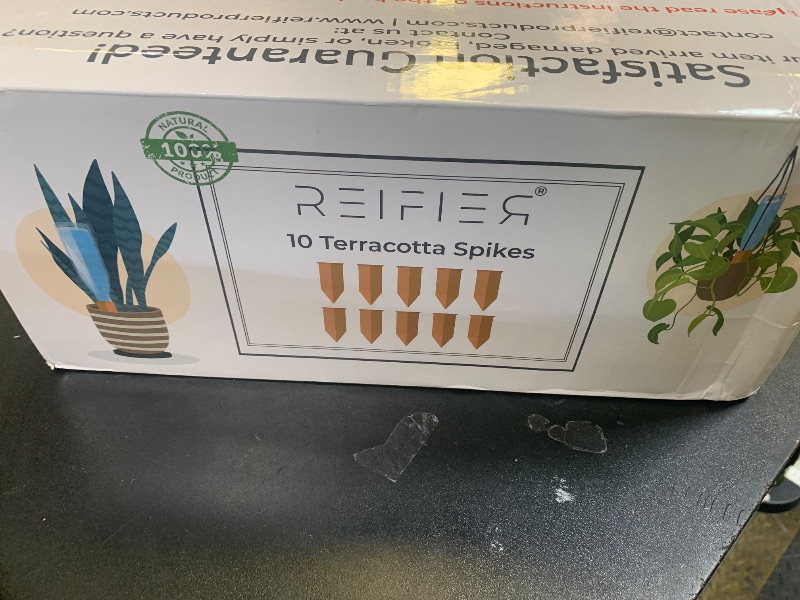 Satisfaction Guaranteed!
ur item arrived damaged, broken, or simply have a question?
Contact us at:
contact@reifierproducts.com | www.reifierproducts.com
Please read the instructions
NATURAL
100%
PRODUCT
REIFIER®
10 Terracotta Spikes